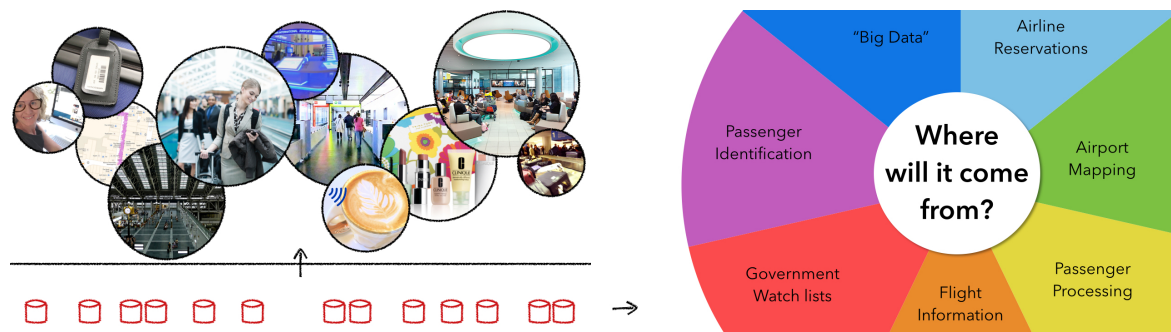 CLINIQUE
CLINIQUE
"Big Data"
Airline
Reservations
Passenger
Identification
Airport
Mapping
Where
will it come
from?
Government
Watch lists
Flight
Information
Passenger
Processing